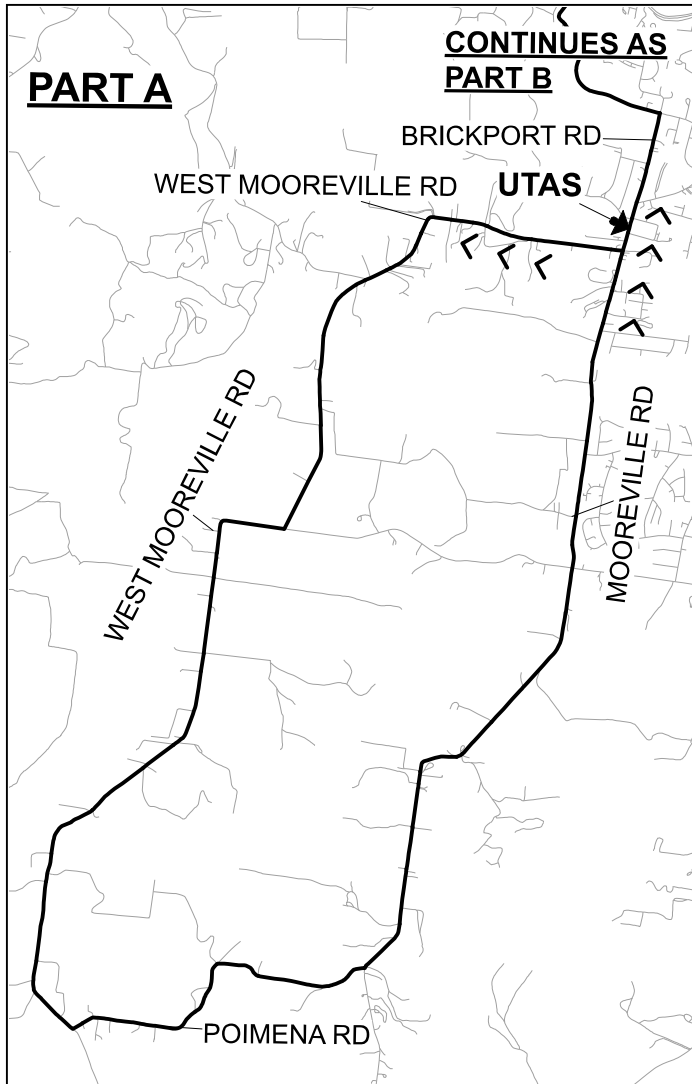 PART A
CONTINUES AS
PART B
BRICKPORT RD
WEST MOOREVILLE RD
UTAS
WEST MOOREVILLE RD
MOOREVILLE RD
POIMENA RD